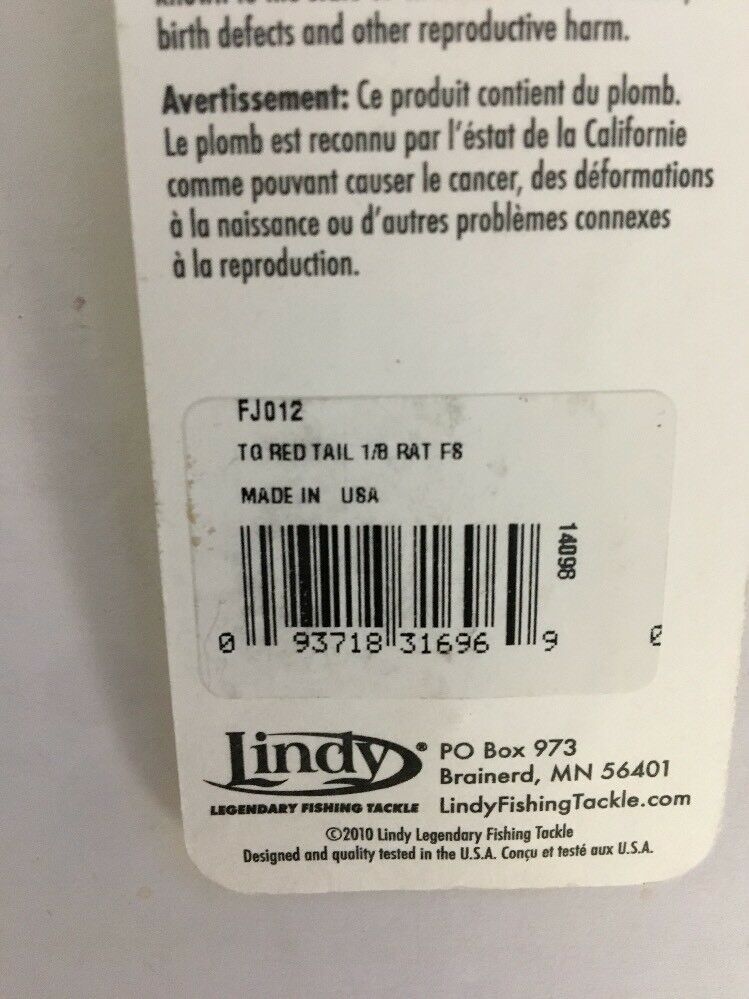 birth defects and other reproductive harm.
Avertissement: Ce produit contient du plomb.
Le plomb est reconnu par l'éstat de la Californie
comme pouvant causer le cancer, des déformations
à la naissance ou d'autres problèmes connexes
à la reproduction.
FJ012
TG RED TAIL 1/8 RAT FS
MADE IN USA
14098
0 93718 31696 9
Lindy®
LEGENDARY FISHING TACKLE
PO Box 973
Brainerd, MN 56401
LindyFishingTackle.com
©2010 Lindy Legendary Fishing Tackle
Designed and quality tested in the U.S.A. Conçu et testé aux U.S.A.